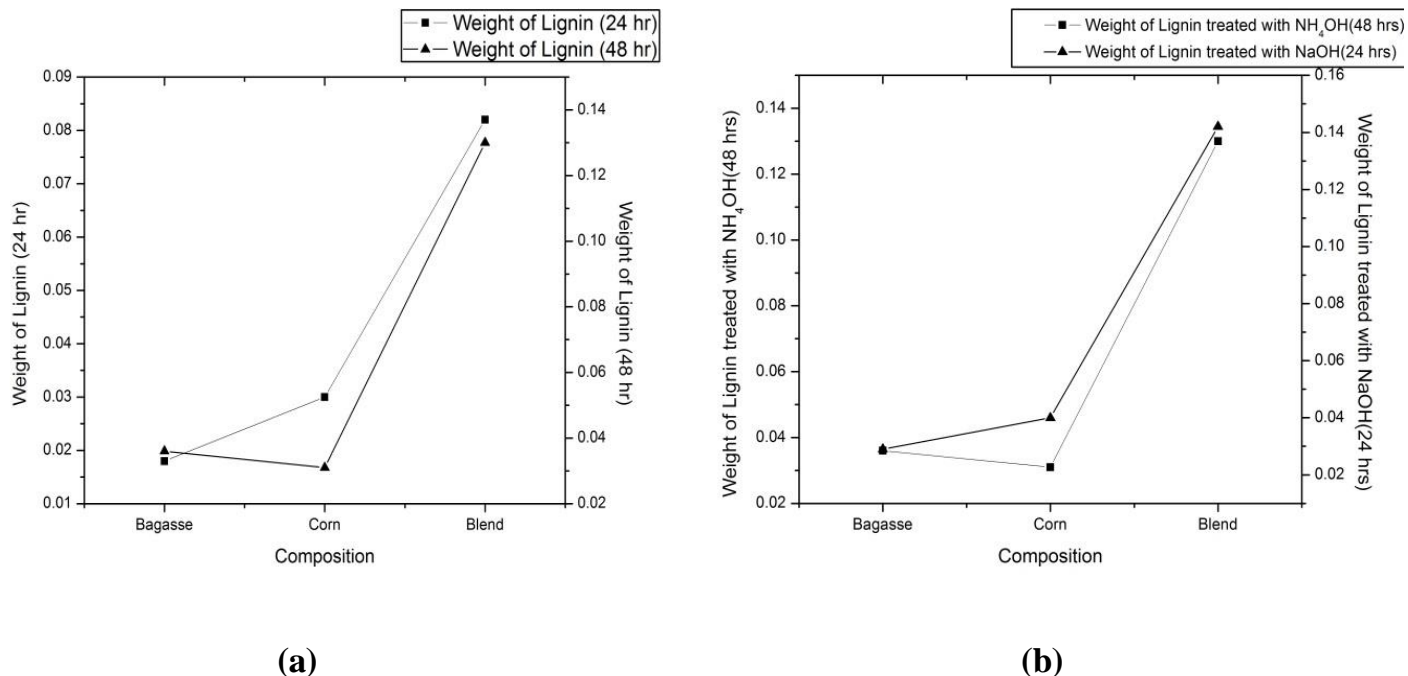 Weight of Lignin (24 hr)
Weight of Lignin (48 hr)
0.09
0.08
0.07
0.06
0.05
0.04
0.03
0.02
0.01
Weight of Lignin (24 hr)
0.14
0.12
0.10
0.08
0.06
0.04
0.02
Weight of Lignin (48 hr)
Bagasse
Corn
Blend
Composition
(a)
Weight of Lignin treated with NH₄OH(48 hrs)
Weight of Lignin treated with NaOH(24 hrs)
0.14
0.12
0.10
0.08
0.06
0.04
0.02
Weight of Lignin treated with NH₄OH(48 hrs)
0.16
0.14
0.12
0.10
0.08
0.06
0.04
0.02
Weight of Lignin treated with NaOH(24 hrs)
Bagasse
Corn
Blend
Composition
(b)